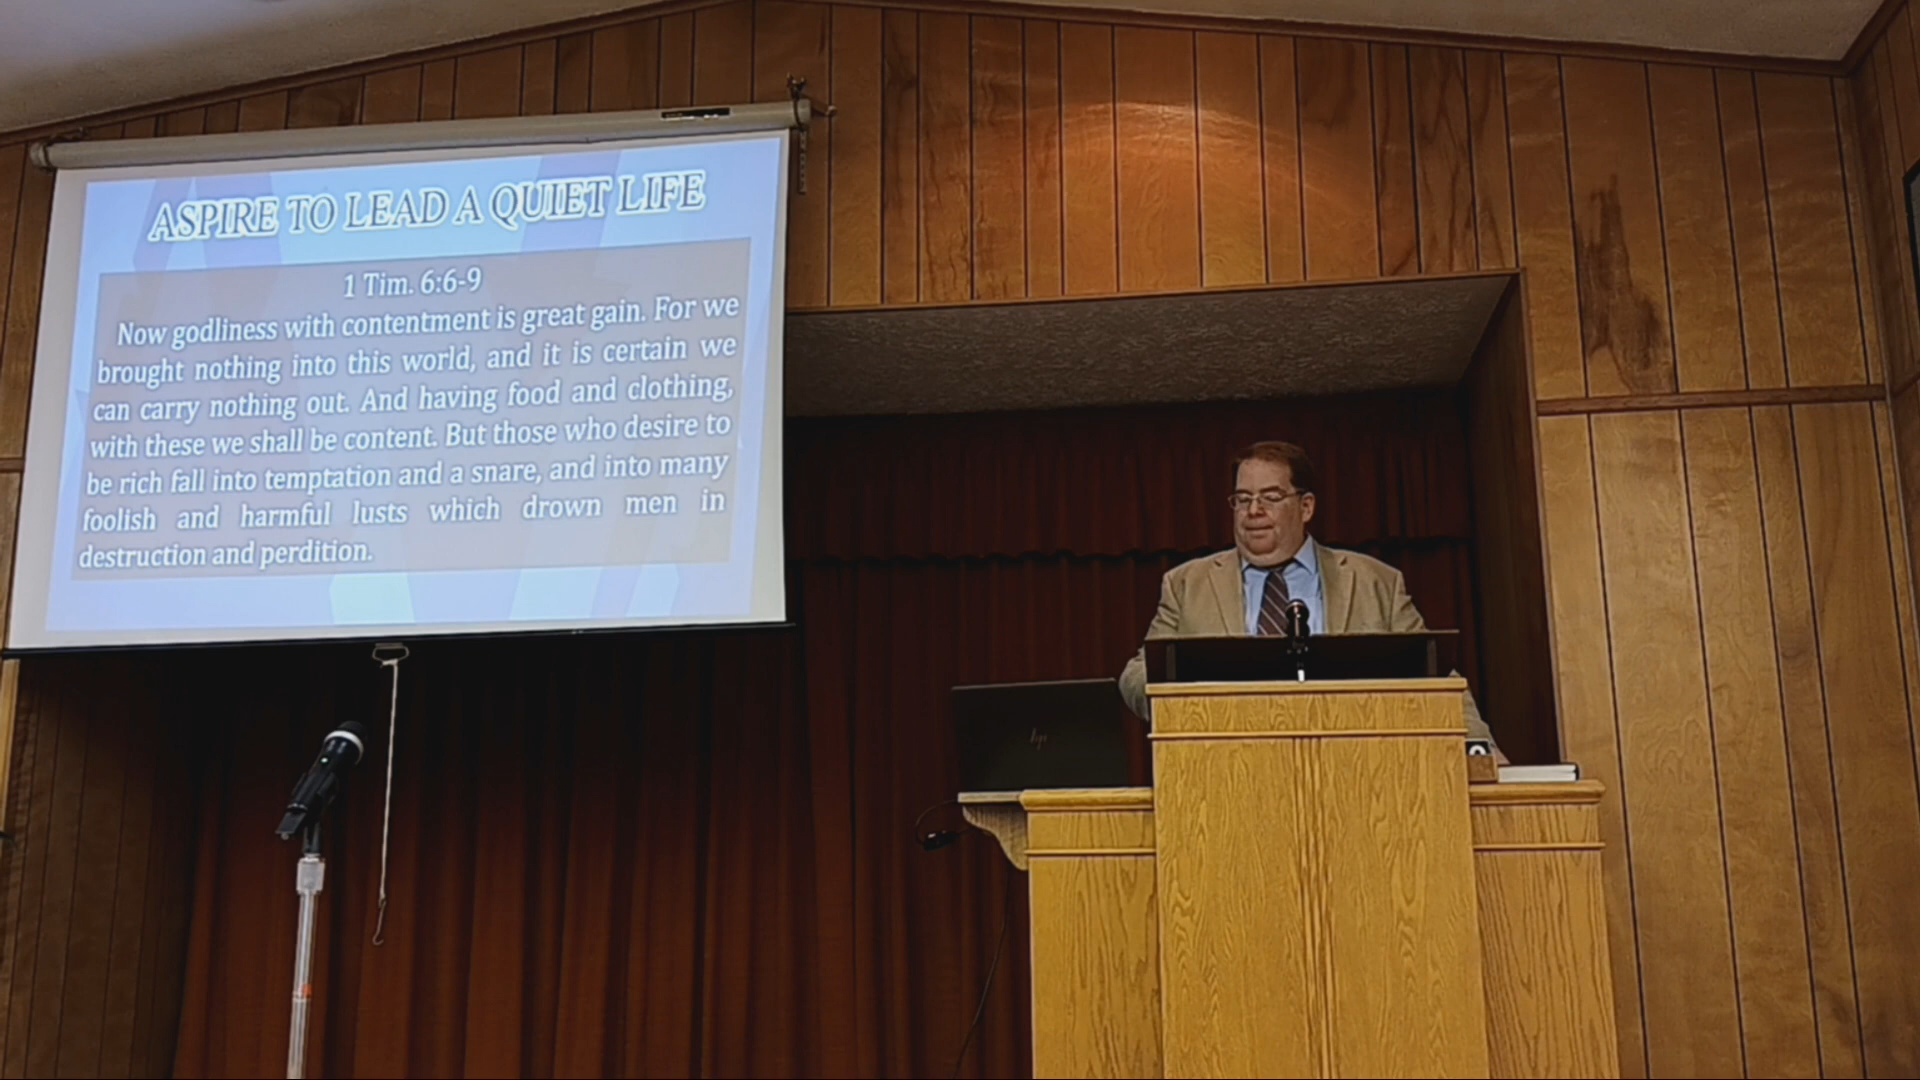 ASPIRE TO LEAD A QUIET LIFE
1 Tim. 6:6-9
Now godliness with contentment is great gain. For we
brought nothing into this world, and it is certain we
can carry nothing out. And having food and clothing,
with these we shall be content. But those who desire to
be rich fall into temptation and a snare, and into many
foolish and harmful lusts which drown men in
destruction and perdition.
hp